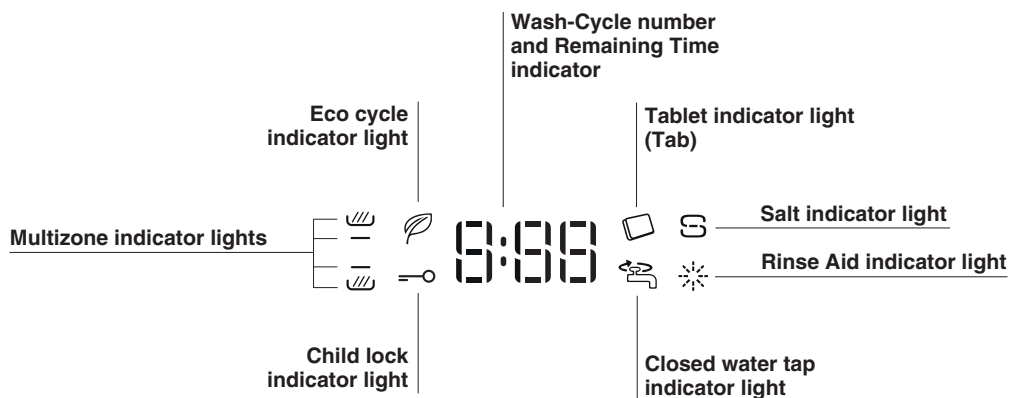 Wash-Cycle number
and Remaining Time
indicator
Eco cycle
indicator light
Tablet indicator light
(Tab)
Multizone indicator lights
8:88
Salt indicator light
Rinse Aid indicator light
Child lock
indicator light
Closed water tap
indicator light